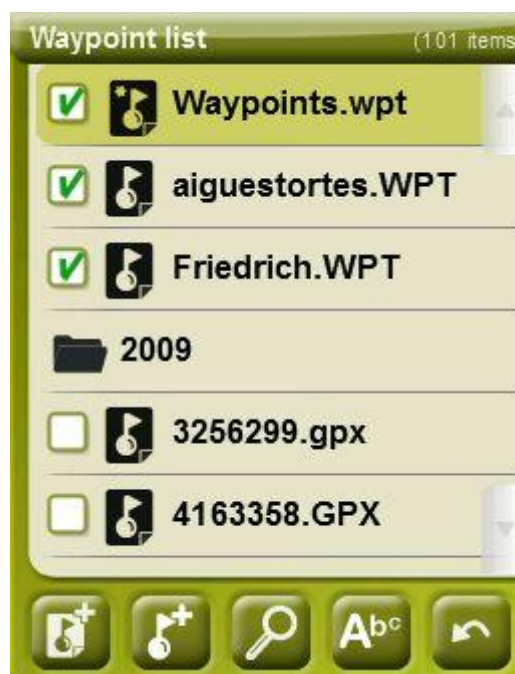 Waypoint list (101 items
Waypoints.wpt
aiguestortes.WPT
Friedrich.WPT
2009
3256299.gpx
4163358.GPX
Abc